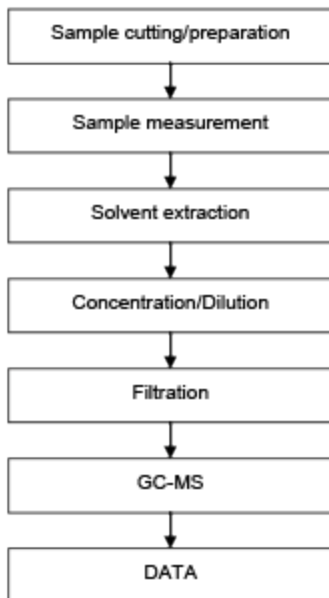 Sample cutting/preparation
Sample measurement
Solvent extraction
Concentration/Dilution
Filtration
GC-MS
DATA